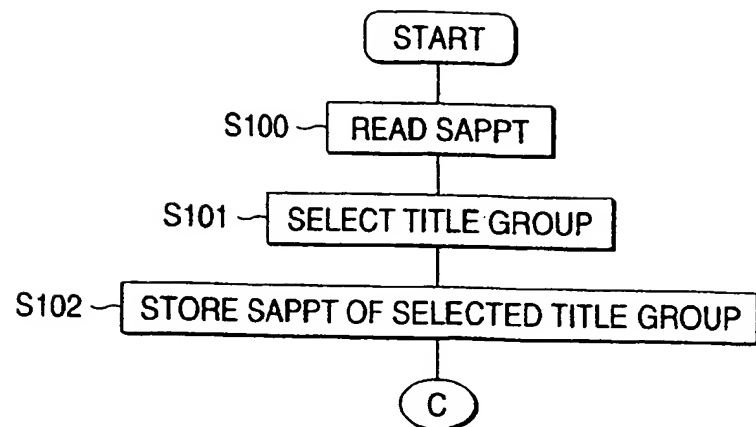 START
S100 READ SAPPT
S101 SELECT TITLE GROUP
S102 STORE SAPPT OF SELECTED TITLE GROUP
C